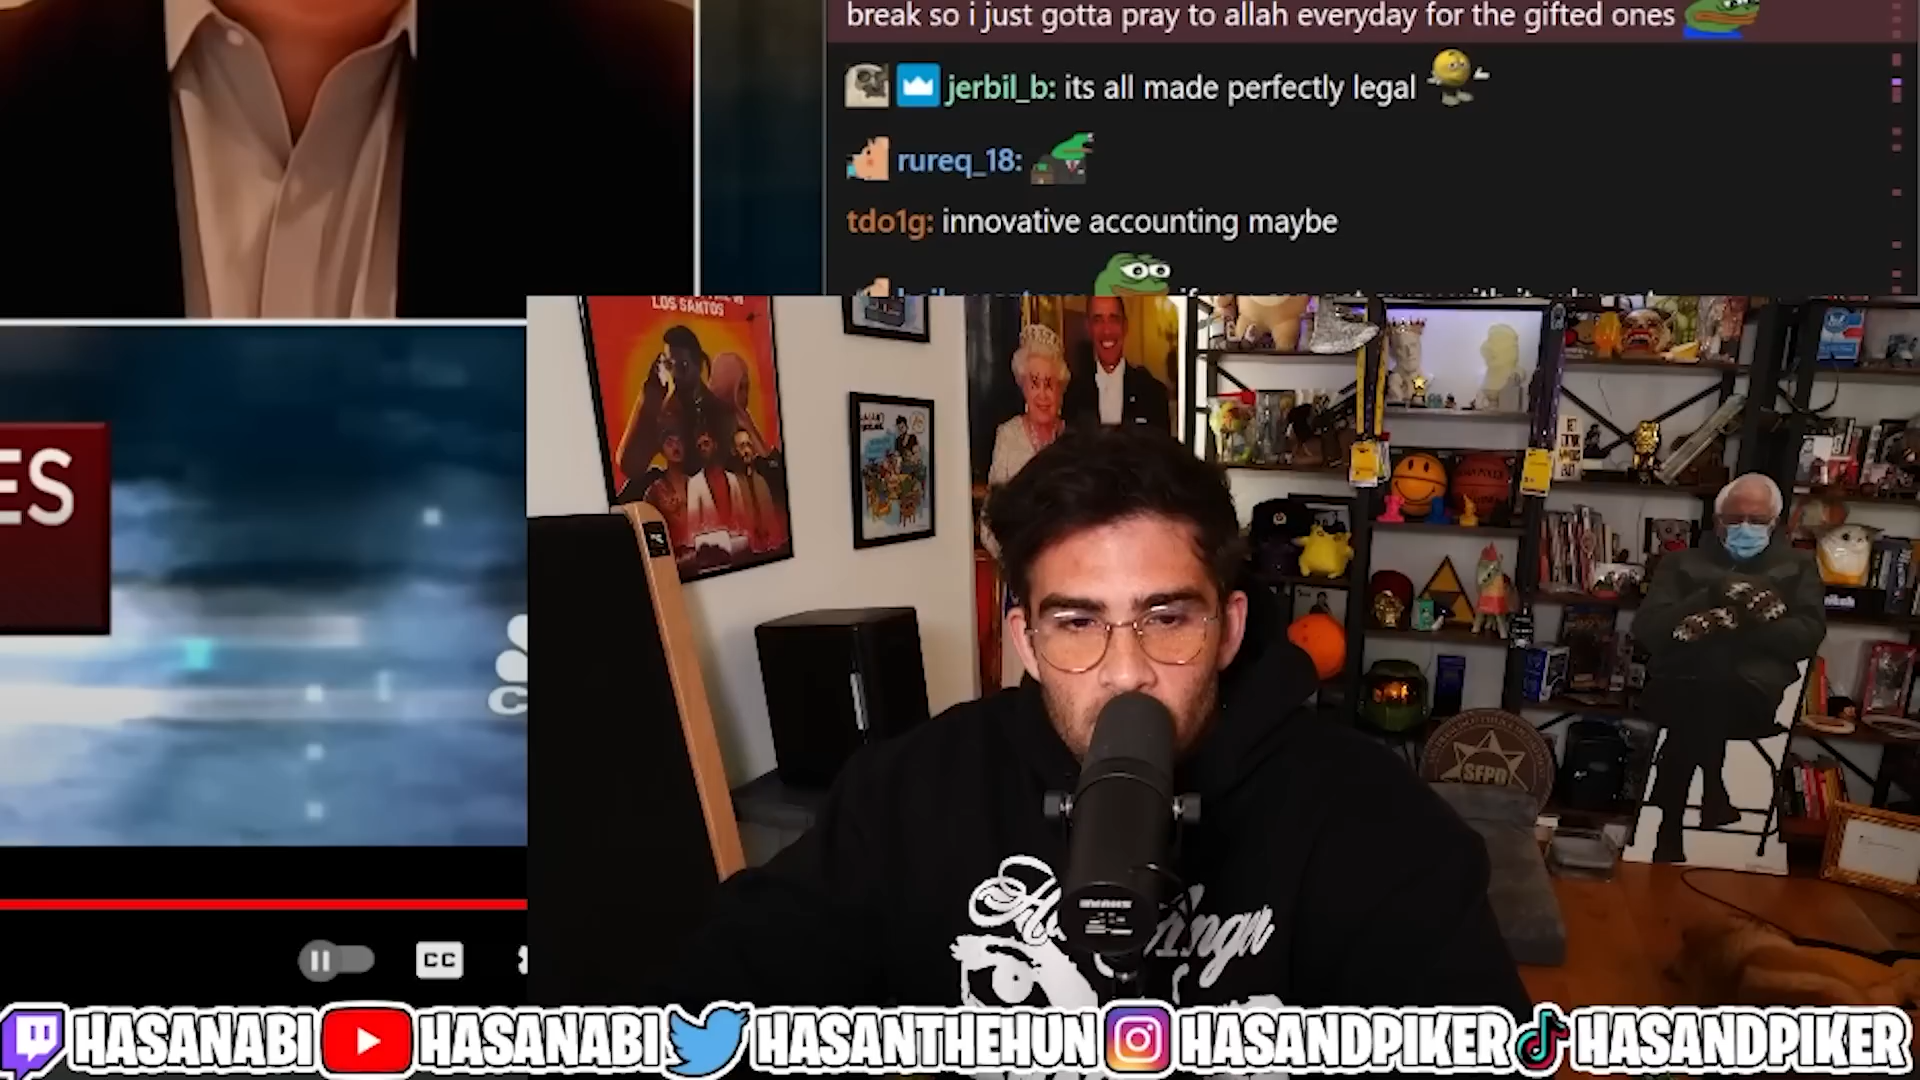 break so i just gotta pray to allah everyday for the gifted ones
jerbil_b: its all made perfectly legal
rureq_18:
tdo1g: innovative accounting maybe
LOS SANTOS
ES
SFPD
CC
HASANABI HASANABI HASANTHEHUN HASANDPIKER HASANDPIKER